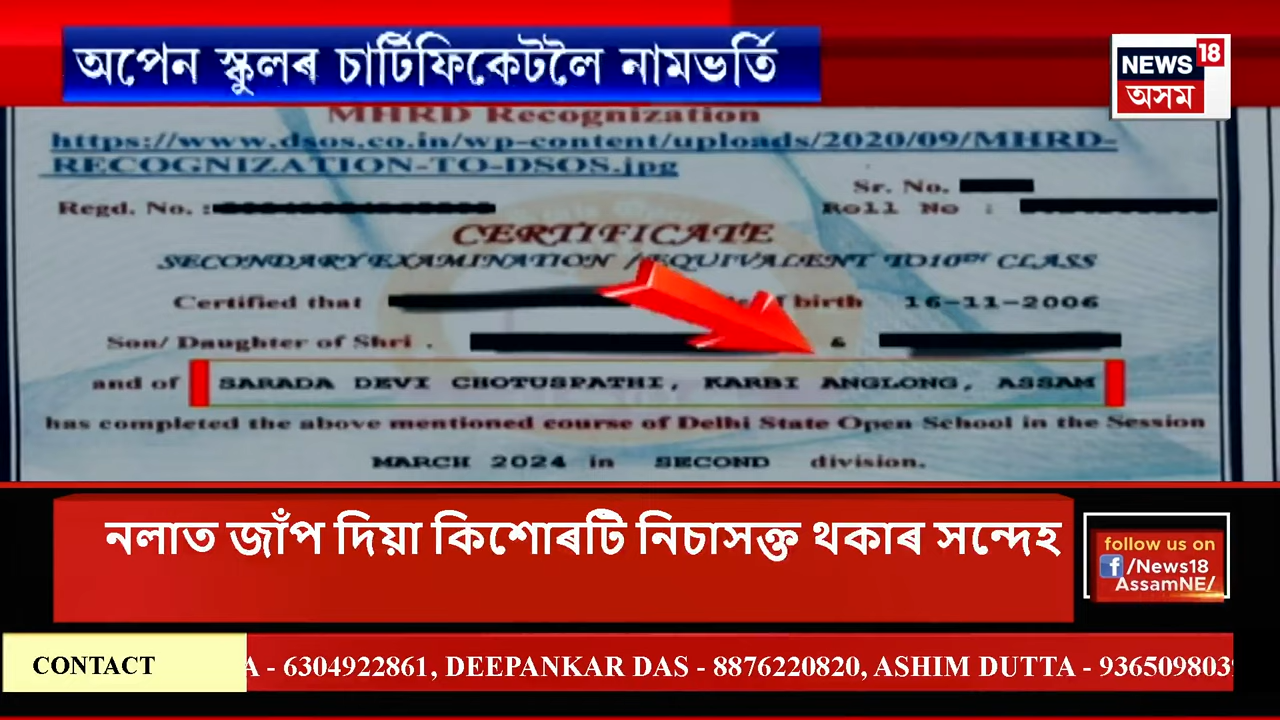 অপেন স্কুলৰ চাৰ্টিফিকেটলৈ নামভৰ্তি
NEWS 18
অসম
MHRD Recognization
https://www.dsos.co.in/wp-content/uploads/2020/09/MHRD-
RECOGNIZATION-TO-DSOS.jpg
Sr. No.
Regd. No. : Roll No :
CERTIFICATE
SECONDARY EXAMINATION /EQUIVALENT TO 10TH CLASS
Certified that of birth 16-11-2006
Son/ Daughter of Shri . &
and of SARADA DEVI CHOTUSPATHI, KARBI ANGLONG, ASSAM
has completed the above mentioned course of Delhi State Open School in the Session
MARCH 2024 in SECOND division.
নলাত জাঁপ দিয়া কিশোৰটি নিচাসক্ত থকাৰ সন্দেহ
follow us on
f /News18
AssamNE/
CONTACT A - 6304922861, DEEPANKAR DAS - 8876220820, ASHIM DUTTA - 936509803